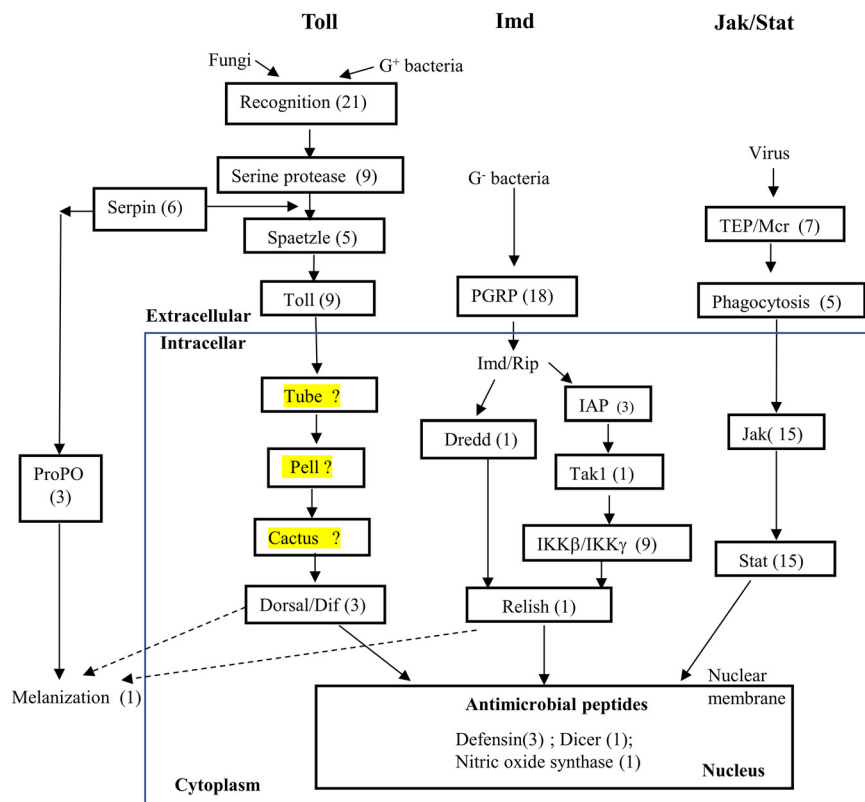 Toll
Imd
Jak/Stat
Fungi
G+ bacteria
Recognition (21)
Serine protease (9)
G- bacteria
Virus
Serpin (6)
TEP/Mcr (7)
Spaetzle (5)
Toll (9)
PGRP (18)
Phagocytosis (5)
Extracellular
Intracellar
Imd/Rip
Tube ?
IAP (3)
Dredd (1)
Jak( 15)
Pell ?
Tak1 (1)
ProPO
(3)
Cactus ?
IKKβ/IKKγ (9)
Stat (15)
Dorsal/Dif (3)
Relish (1)
Melanization (1)
Nuclear
membrane
Antimicrobial peptides
Defensin(3) ; Dicer (1);
Nitric oxide synthase (1)
Nucleus
Cytoplasm